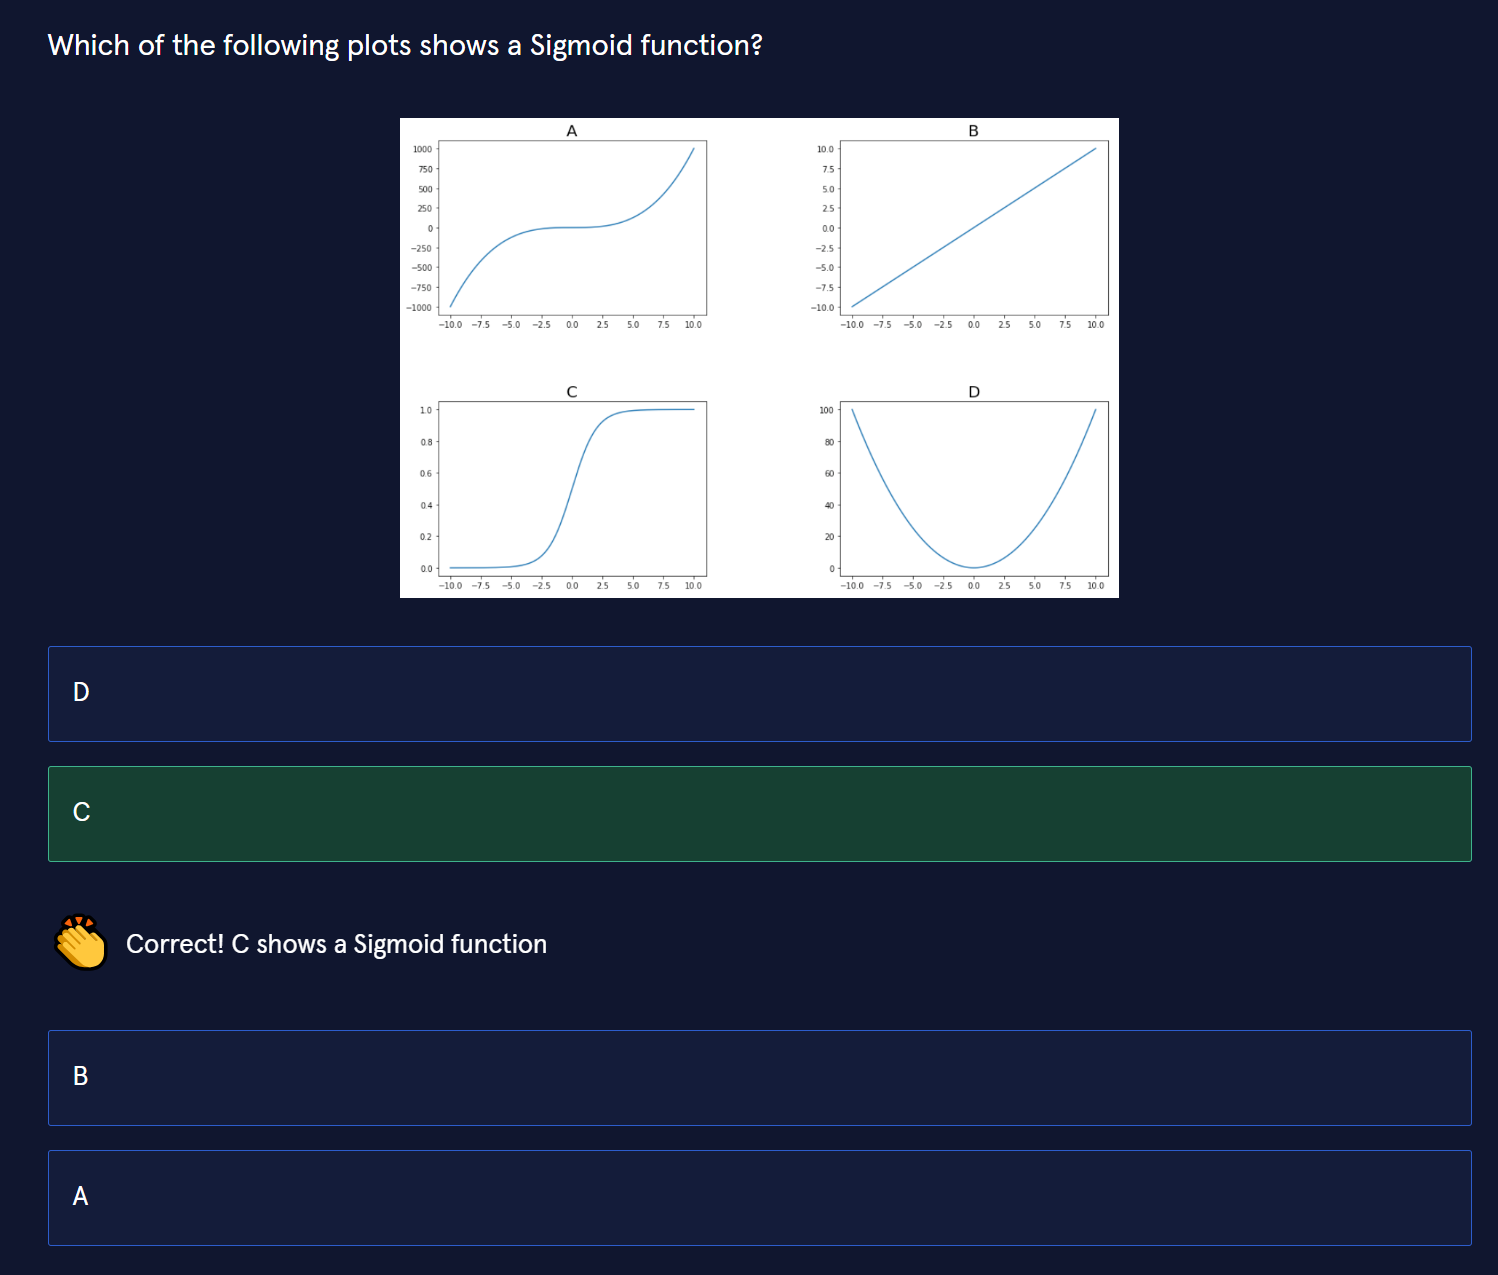 Which of the following plots shows a Sigmoid function?
A
1000
750
500
250
0
−250
−500
−750
−1000
−10.0 −7.5 −5.0 −2.5 0.0 2.5 5.0 7.5 10.0
B
10.0
7.5
5.0
2.5
0.0
−2.5
−5.0
−7.5
−10.0
−10.0 −7.5 −5.0 −2.5 0.0 2.5 5.0 7.5 10.0
C
1.0
0.8
0.6
0.4
0.2
0.0
−10.0 −7.5 −5.0 −2.5 0.0 2.5 5.0 7.5 10.0
D
100
80
60
40
20
0
−10.0 −7.5 −5.0 −2.5 0.0 2.5 5.0 7.5 10.0
D
C
Correct! C shows a Sigmoid function
B
A